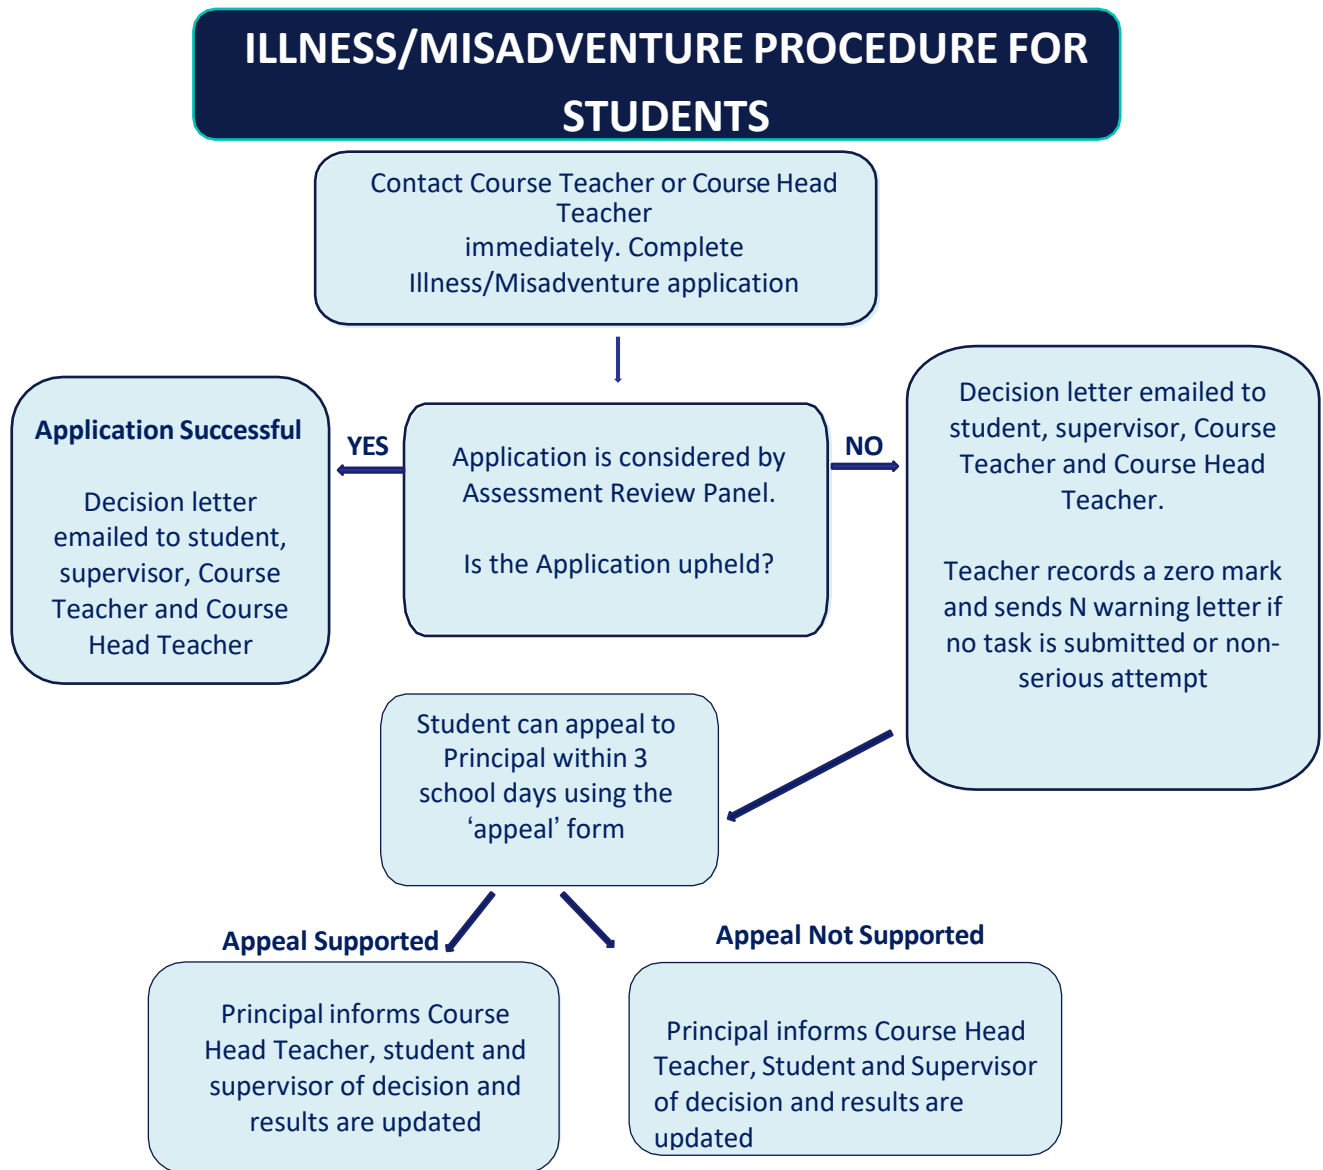 ILLNESS/MISADVENTURE PROCEDURE FOR
STUDENTS
Contact Course Teacher or Course Head
Teacher
immediately. Complete
Illness/Misadventure application
Application Successful
Decision letter
emailed to student,
supervisor, Course
Teacher and Course
Head Teacher
YES
Application is considered by
Assessment Review Panel.
Is the Application upheld?
NO
Decision letter emailed to
student, supervisor, Course
Teacher and Course Head
Teacher.
Teacher records a zero mark
and sends N warning letter if
no task is submitted or non-
serious attempt
Student can appeal to
Principal within 3
school days using the
‘appeal’ form
Appeal Supported
Principal informs Course
Head Teacher, student and
supervisor of decision and
results are updated
Appeal Not Supported
Principal informs Course Head
Teacher, Student and Supervisor
of decision and results are
updated